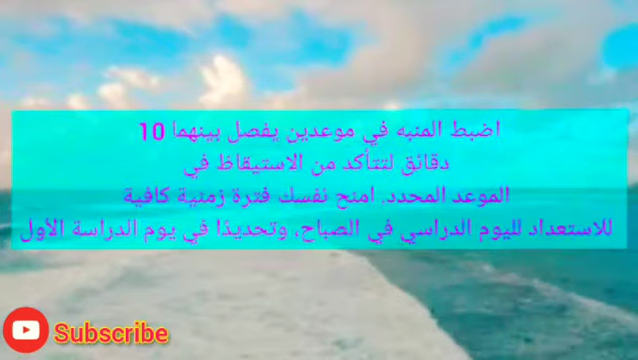 اضبط المنبه في موعدين يفصل بينهما 10
دقائق لتتأكد من الاستيقاظ في
الموعد المحدد. امنح نفسك فترة زمنية كافية
للاستعداد لليوم الدراسي في الصباح، وتحديدًا في يوم الدراسة الأول
Subscribe